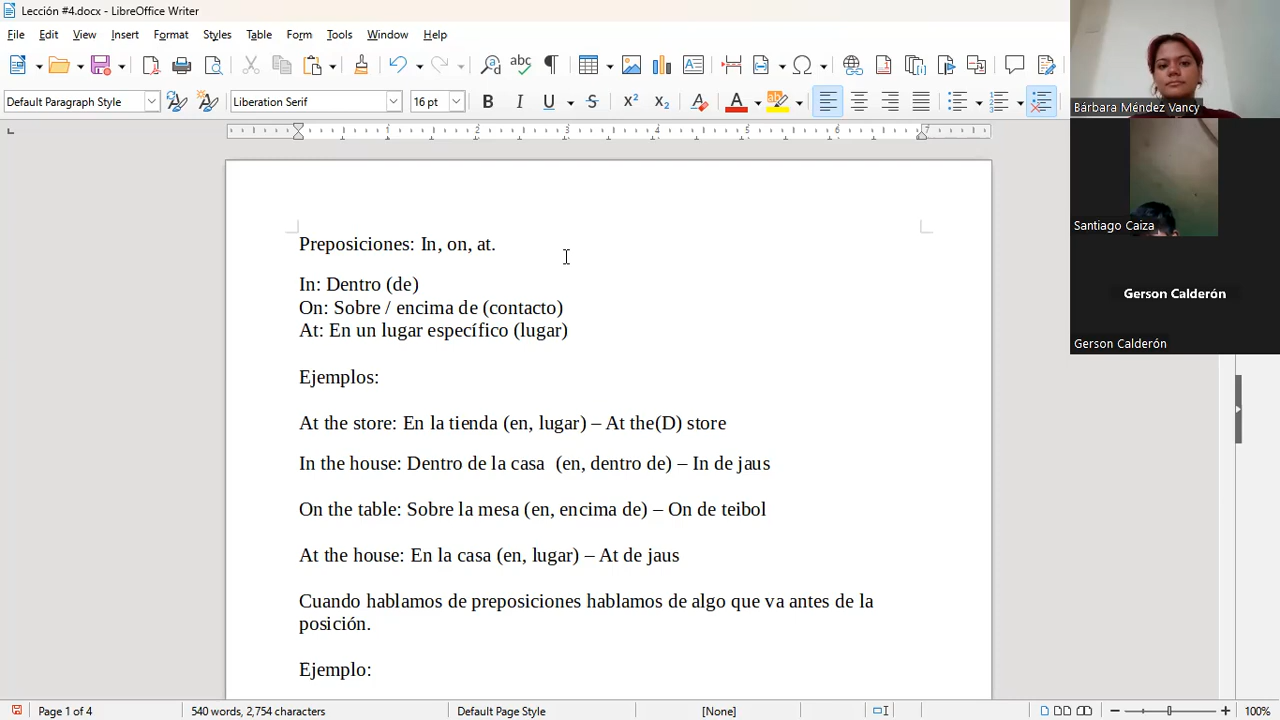 Lección #4.docx - LibreOffice Writer
File Edit View Insert Format Styles Table Form Tools Window Help
Default Paragraph Style Liberation Serif 16 pt
Preposiciones: In, on, at.
In: Dentro (de)
On: Sobre / encima de (contacto)
At: En un lugar específico (lugar)
Ejemplos:
At the store: En la tienda (en, lugar) – At the(D) store
In the house: Dentro de la casa  (en, dentro de) – In de jaus
On the table: Sobre la mesa (en, encima de) – On de teibol
At the house: En la casa (en, lugar) – At de jaus
Cuando hablamos de preposiciones hablamos de algo que va antes de la
posición.
Ejemplo:
Page 1 of 4 540 words, 2,754 characters Default Page Style [None] 100%
Bárbara Méndez Vancy
Santiago Caiza
Gerson Calderón
Gerson Calderón